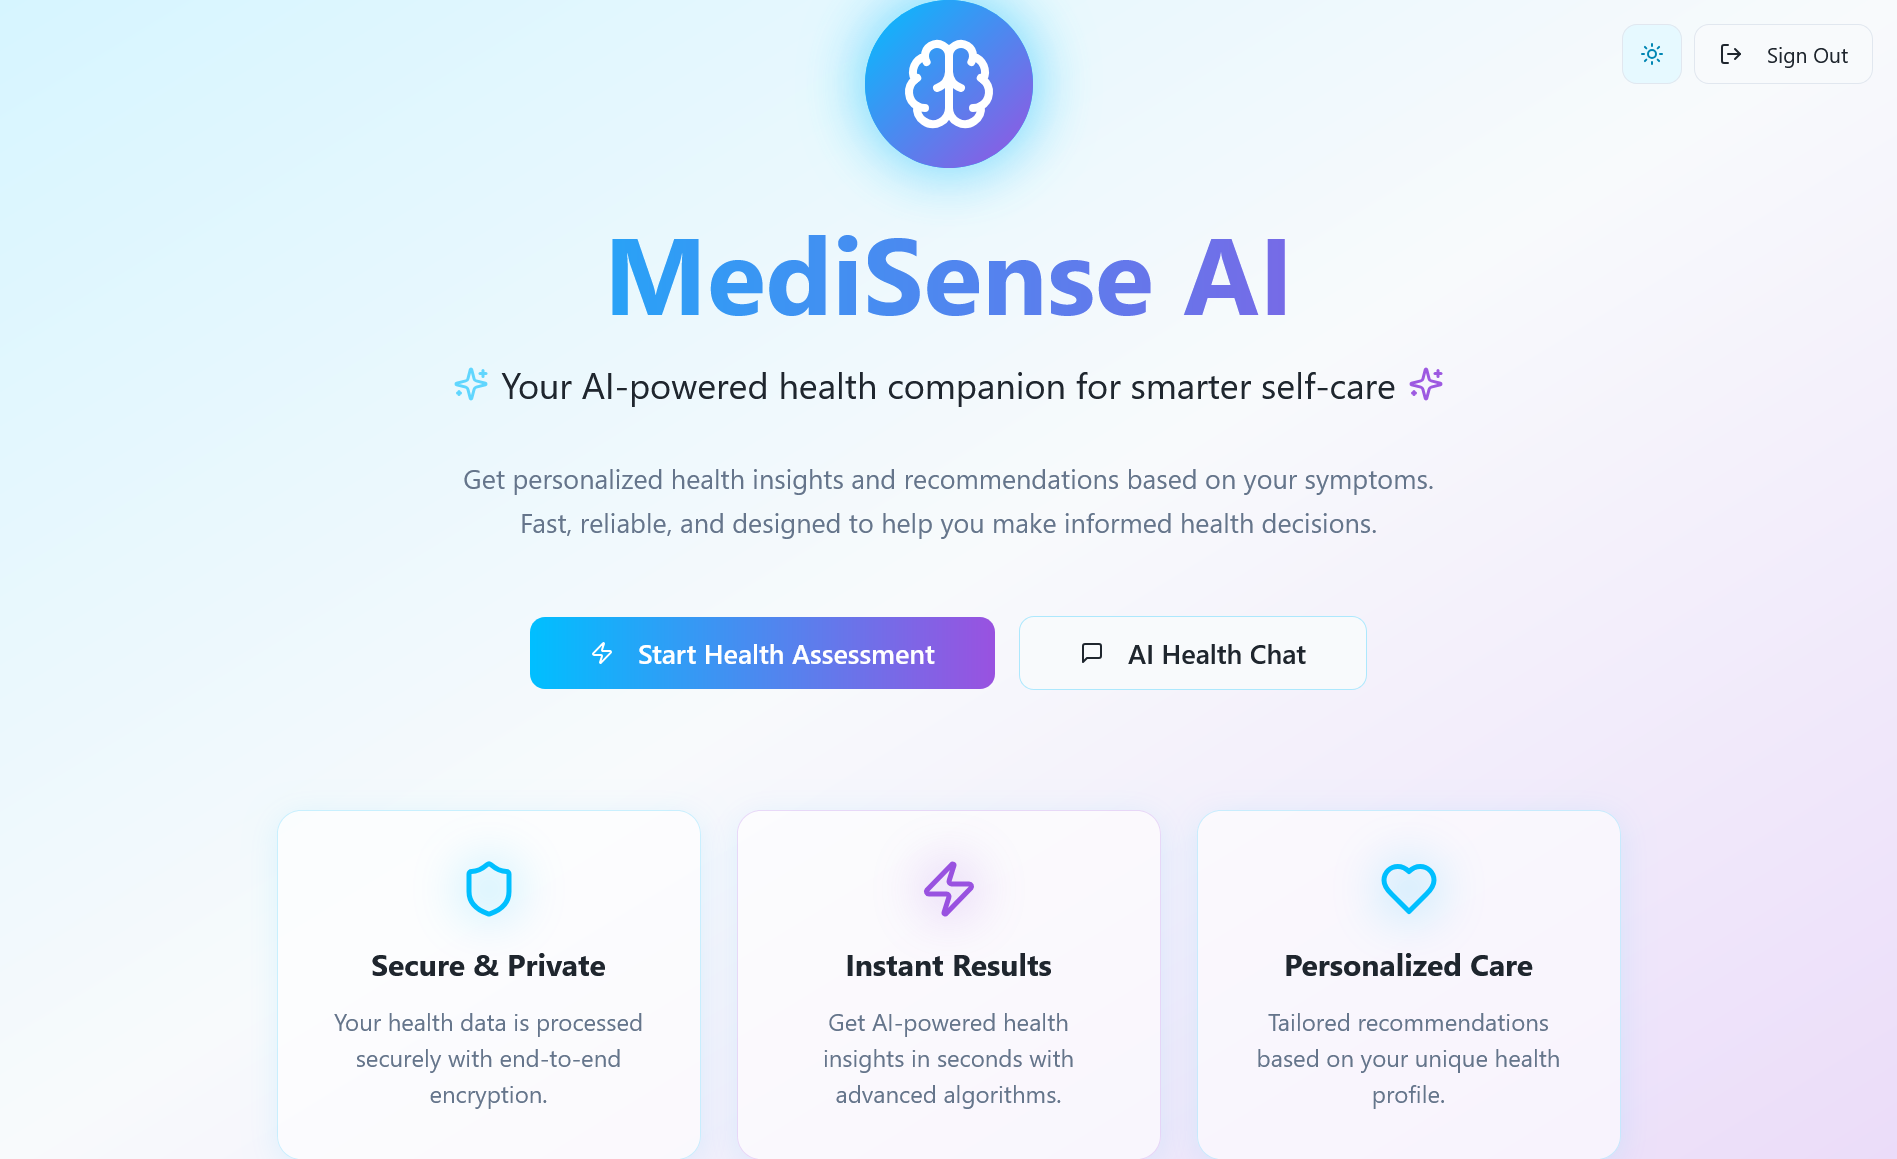 Sign Out
MediSense AI
Your AI-powered health companion for smarter self-care
Get personalized health insights and recommendations based on your symptoms.
Fast, reliable, and designed to help you make informed health decisions.
Start Health Assessment
AI Health Chat
Secure & Private
Your health data is processed
securely with end-to-end
encryption.
Instant Results
Get AI-powered health
insights in seconds with
advanced algorithms.
Personalized Care
Tailored recommendations
based on your unique health
profile.